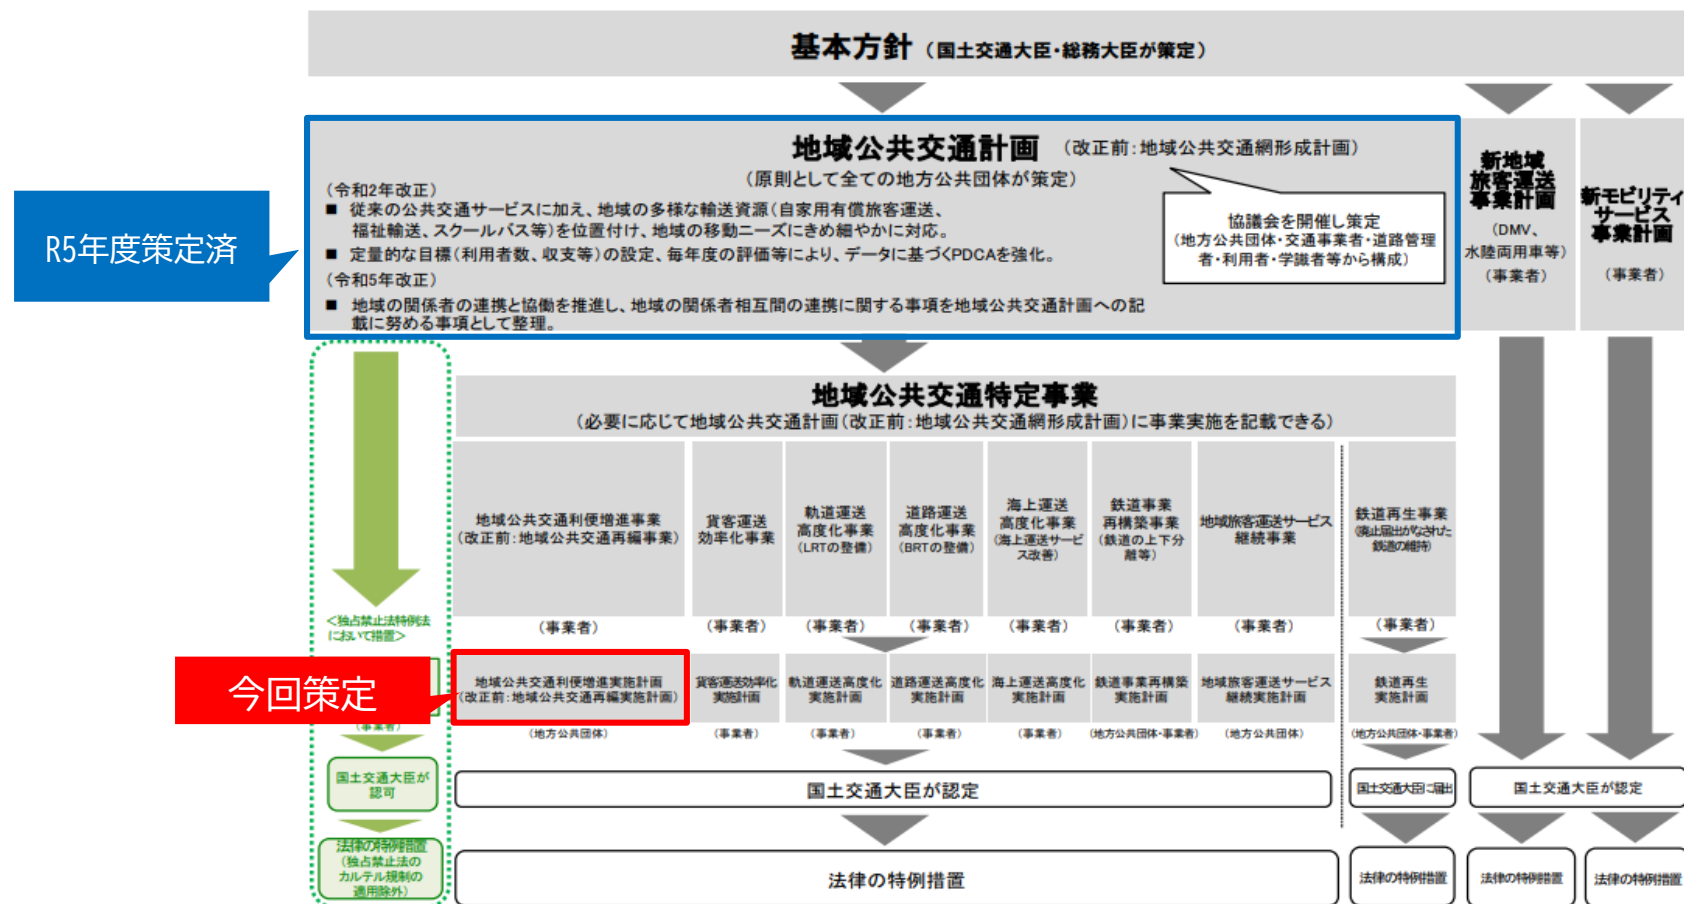 基本方針（国土交通大臣・総務大臣が策定）
地域公共交通計画 （改正前：地域公共交通網形成計画）
（原則として全ての地方公共団体が策定）
（令和2年改正）
■ 従来の公共交通サービスに加え、地域の多様な輸送資源（自家用有償旅客運送、
福祉輸送、スクールバス等）を位置付け、地域の移動ニーズにきめ細やかに対応。
■ 定量的な目標（利用者数、収支等）の設定、毎年度の評価等により、データに基づくPDCAを強化。
（令和5年改正）
■ 地域の関係者の連携と協働を推進し、地域の関係者相互間の連携に関する事項を地域公共交通計画への記
載に努める事項として整理。
協議会を開催し策定
（地方公共団体・交通事業者・道路管理
者・利用者・学識者等から構成）
R5年度策定済
新地域
旅客運送
事業計画
（DMV、
水陸両用車等）
（事業者）
新モビリティ
サービス
事業計画
（事業者）
地域公共交通特定事業
（必要に応じて地域公共交通計画（改正前：地域公共交通網形成計画）に事業実施を記載できる）
地域公共交通利便増進事業
（改正前：地域公共交通再編事業）
（事業者）
貨客運送
効率化事業
（事業者）
軌道運送
高度化事業
（LRTの整備）
（事業者）
道路運送
高度化事業
（BRTの整備）
（事業者）
海上運送
高度化事業
（海上運送サービ
ス改善）
（事業者）
鉄道事業
再構築事業
（鉄道の上下分
離等）
（事業者）
地域旅客運送サービス
継続事業
（事業者）
鉄道再生事業
（廃止届出がなされた
鉄道の維持）
（事業者）
＜独占禁止法特例法
において措置＞
今回策定
（事業者）
地域公共交通利便増進実施計画
（改正前：地域公共交通再編実施計画）
（地方公共団体）
貨客運送効率化
実施計画
（事業者）
軌道運送高度化
実施計画
（事業者）
道路運送高度化
実施計画
（事業者）
海上運送高度化
実施計画
（事業者）
鉄道事業再構築
実施計画
（地方公共団体・事業者）
地域旅客運送サービス
継続実施計画
（地方公共団体）
鉄道再生
実施計画
（地方公共団体・事業者）
国土交通大臣が
認可
国土交通大臣が認定
国土交通大臣に届出
国土交通大臣が認定
法律の特例措置
（独占禁止法の
カルテル規制の
適用除外）
法律の特例措置
法律の特例措置
法律の特例措置
法律の特例措置